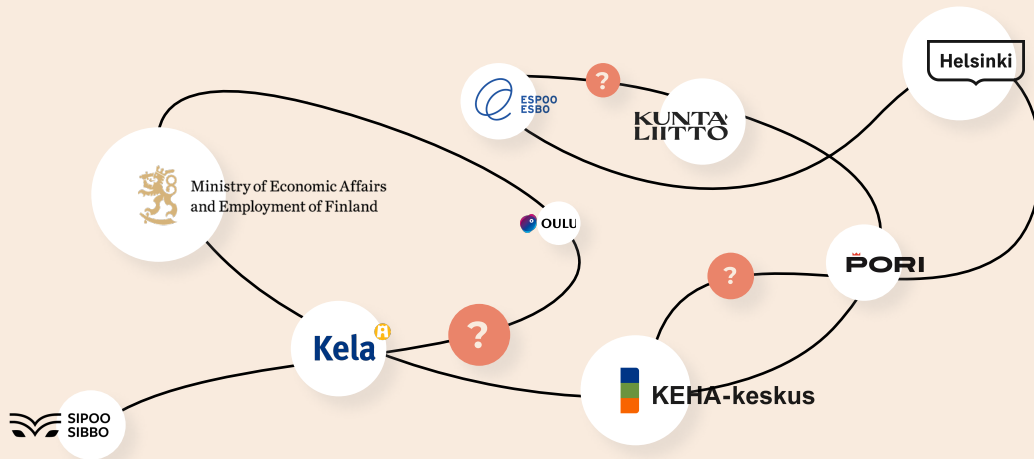 Helsinki
ESPOO
ESBO
?
KUNTA
LIITTO
Ministry of Economic Affairs
and Employment of Finland
OULU
PORI
?
?
Kela
KEHA-keskus
SIPOO
SIBBO